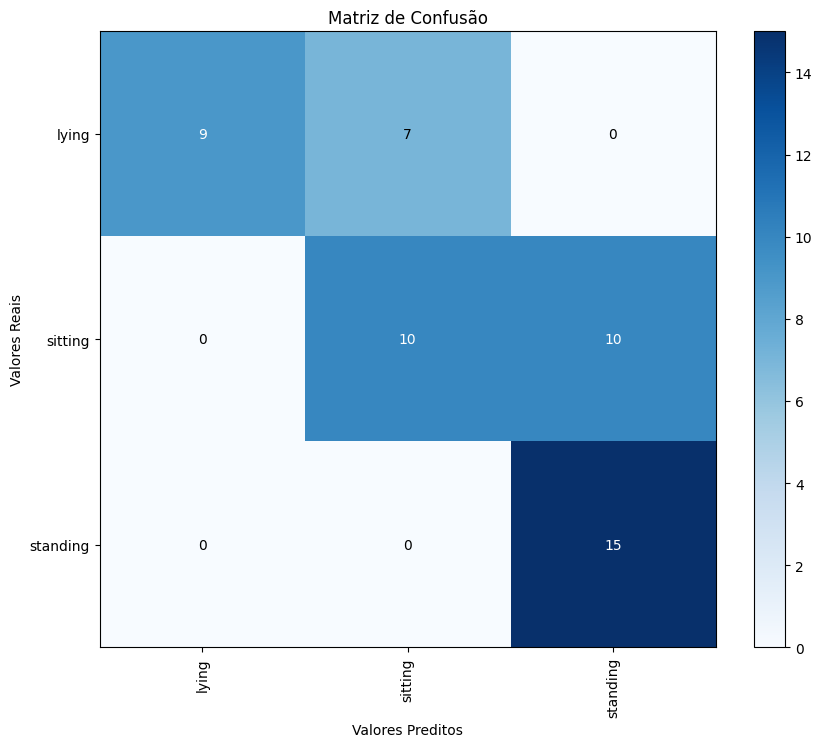 Matriz de Confusão
lying
9
7
0
sitting
0
10
10
standing
0
0
15
lying
sitting
standing
Valores Reais
Valores Preditos
14
12
10
8
6
4
2
0